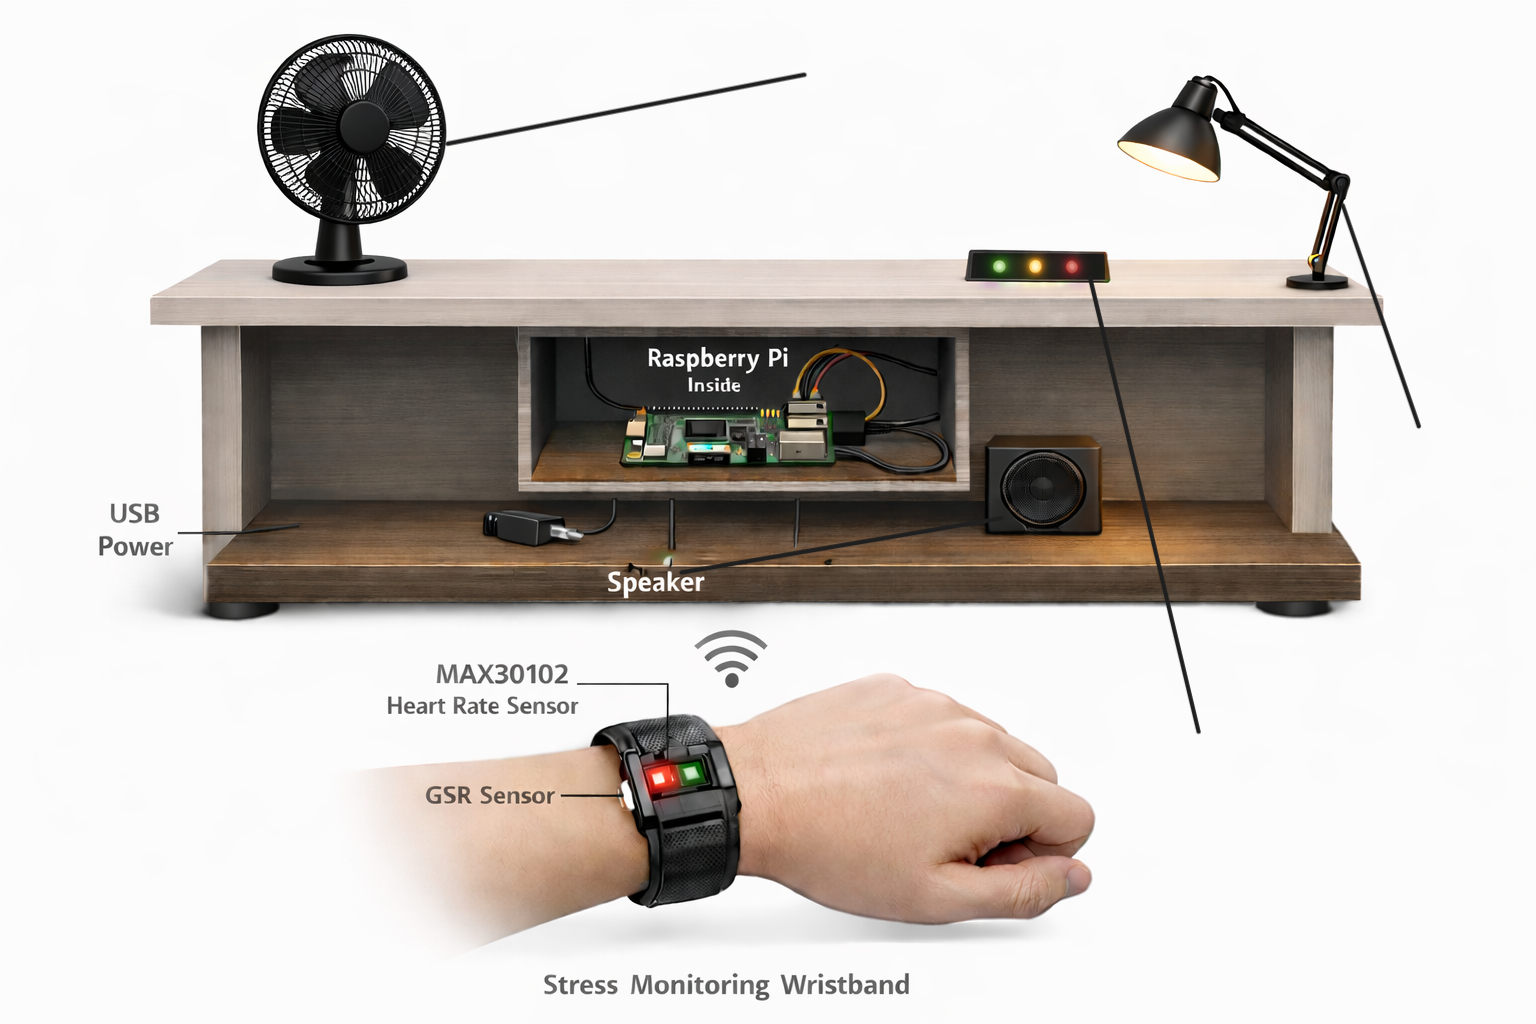 Raspberry Pi
Inside
USB
Power
Speaker
MAX30102
Heart Rate Sensor
GSR Sensor
Stress Monitoring Wristband